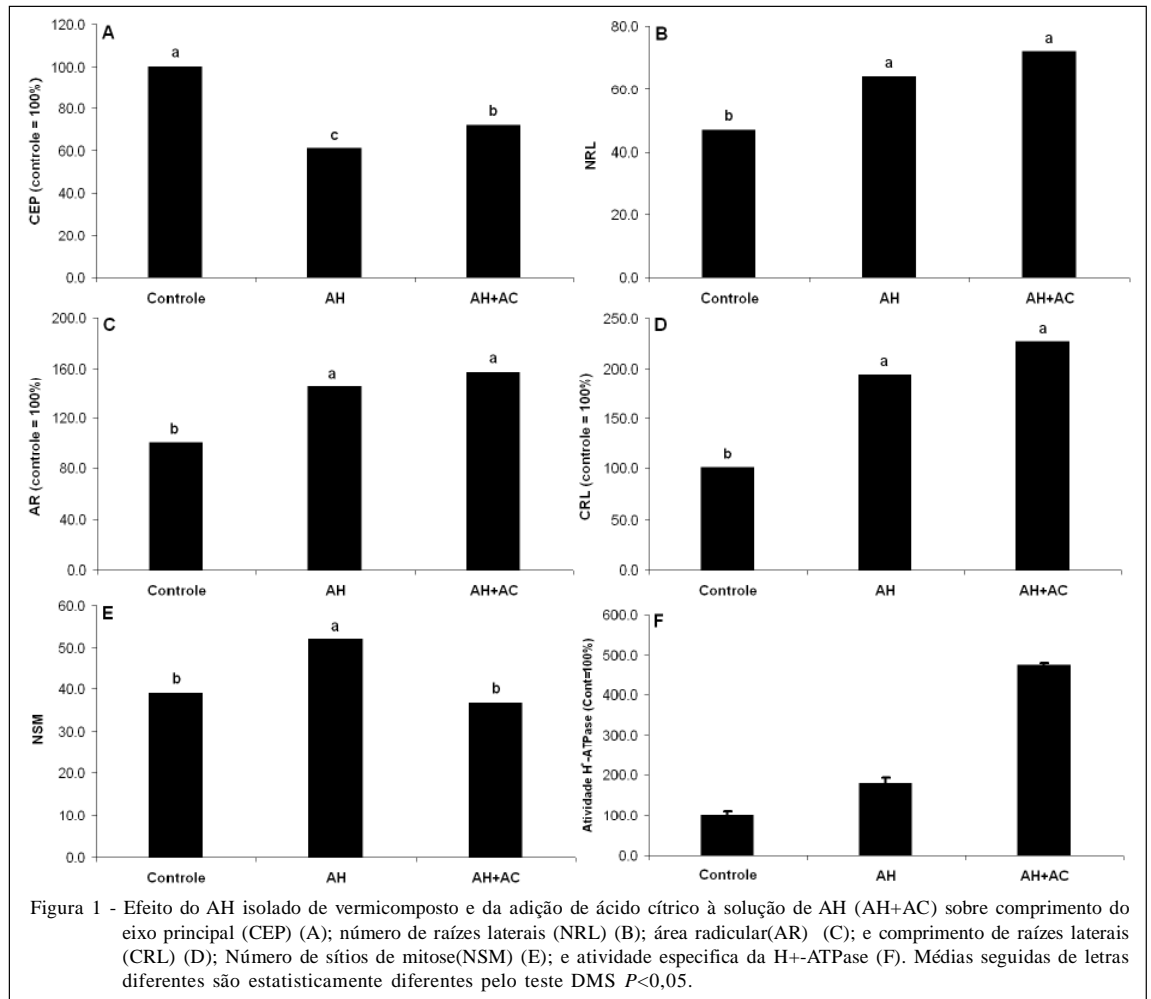 A
CEP (controle = 100%)
120.0
100.0
80.0
60.0
40.0
20.0
0.0
a
c
b
Controle
AH
AH+AC
B
NRL
80.0
60.0
40.0
20.0
0.0
b
a
a
Controle
AH
AH+AC
C
AR (controle = 100%)
200.0
160.0
120.0
80.0
40.0
0.0
b
a
a
Controle
AH
AH+AC
D
CRL (controle = 100%)
250.0
200.0
150.0
100.0
50.0
0.0
b
a
a
Controle
AH
AH+AC
E
NSM
60.0
50.0
40.0
30.0
20.0
10.0
0.0
b
a
b
Controle
AH
AH+AC
F
Atividade H+-ATPase (Cont=100%)
600.0
500.0
400.0
300.0
200.0
100.0
0.0
Controle
AH
AH+AC
Figura 1 - Efeito do AH isolado de vermicomposto e da adição de ácido cítrico à solução de AH (AH+AC) sobre comprimento do
eixo principal (CEP) (A); número de raízes laterais (NRL) (B); área radicular(AR) (C); e comprimento de raízes laterais
(CRL) (D); Número de sítios de mitose(NSM) (E); e atividade especifica da H+-ATPase (F). Médias seguidas de letras
diferentes são estatisticamente diferentes pelo teste DMS P<0,05.